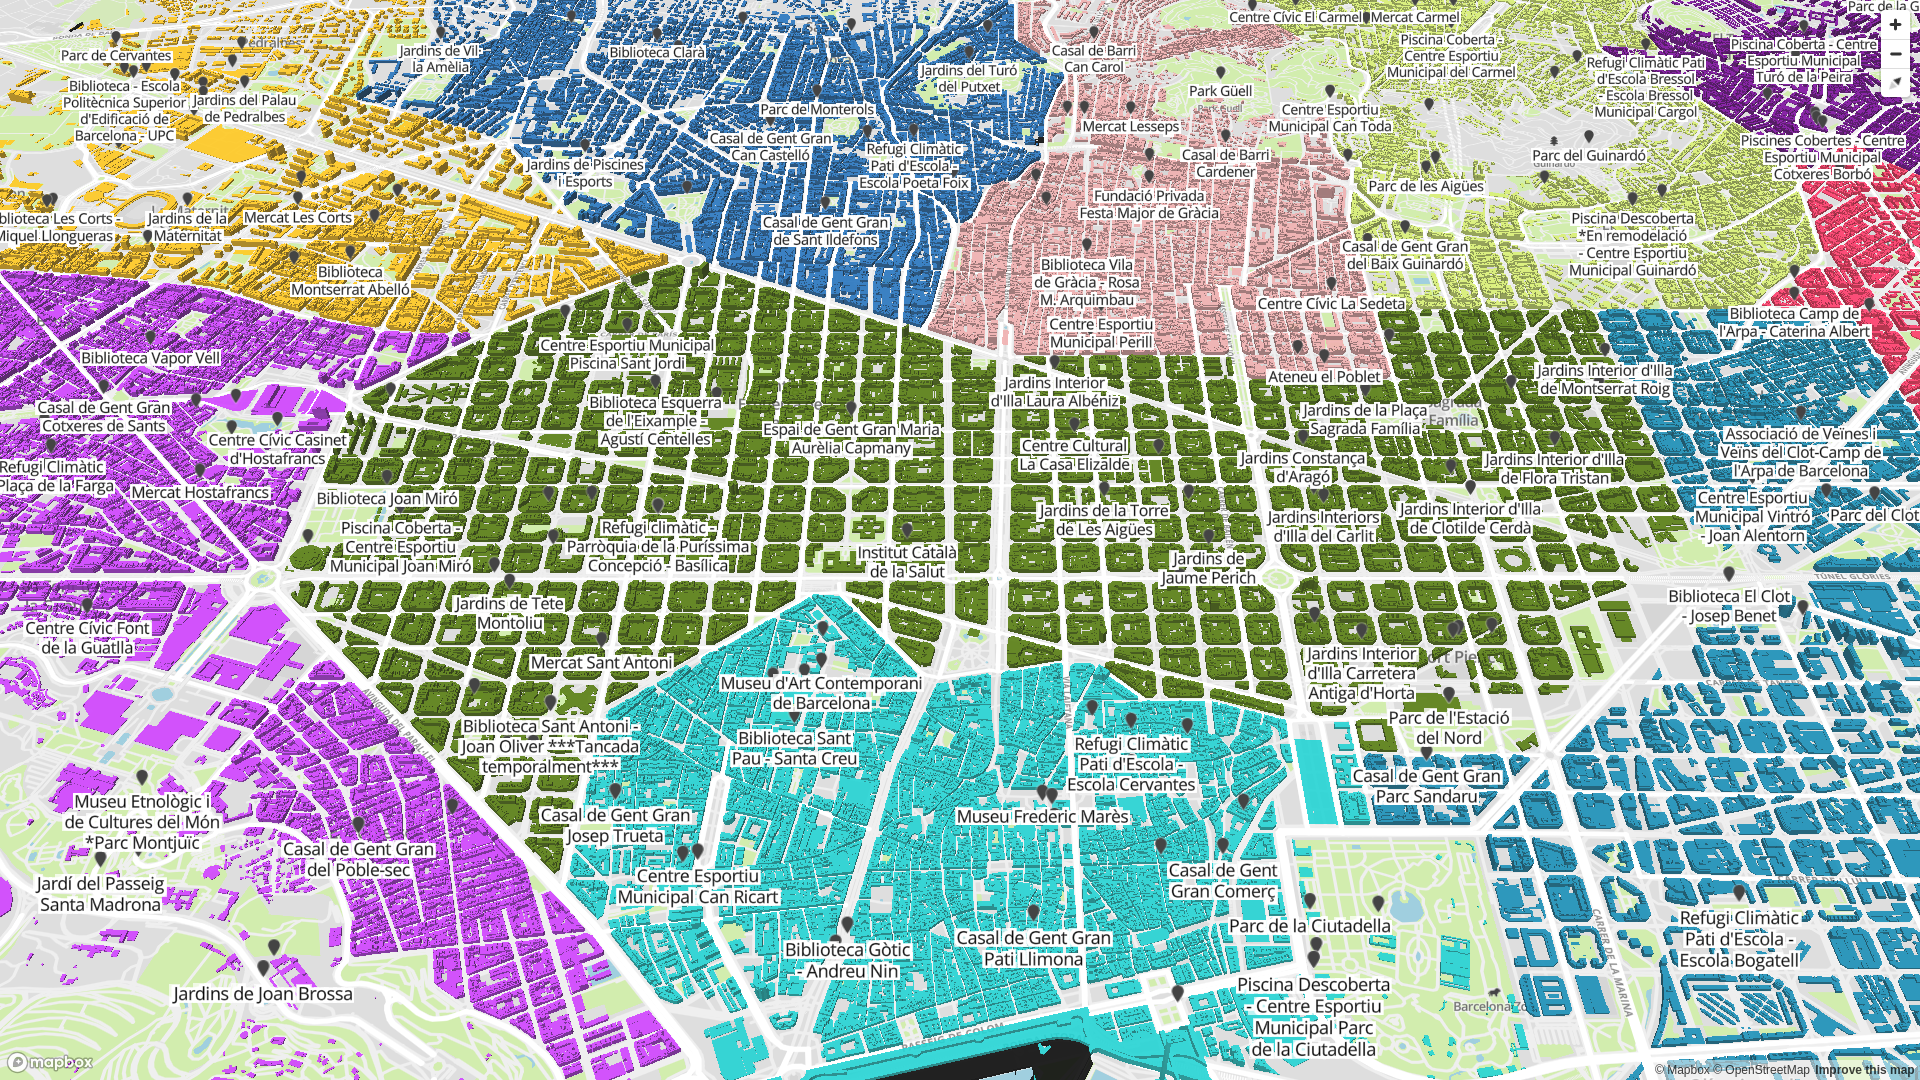 Centre Cívic El Carmel
Mercat Carmel
Parc de Cervantes
Jardins de Vil·
la Amèlia
Biblioteca Clarà
Casal de Barri
Can Carol
Piscina Coberta -
Centre Esportiu
Municipal del Carmel
Piscina Coberta - Centre
Esportiu Municipal
Turó de la Peira
Biblioteca - Escola
Politècnica Superior
d'Edificació de
Barcelona - UPC
Jardins del Palau
de Pedralbes
Jardins del Turó
del Putxet
Park Güell
Park Güell
Refugi Climàtic Pati
d'Escola Bressol -
Escola Bressol
Municipal Cargol
Parc de Monterols
Mercat Lesseps
Centre Esportiu
Municipal Can Toda
Casal de Gent Gran
Can Castelló
Refugi Climàtic
Pati d'Escola -
Escola Poeta Foix
Casal de Barri
Cardener
Parc del Guinardó
Piscines Cobertes - Centre
Esportiu Municipal
Cotxeres Borbó
Jardins de Piscines
i Esports
Parc de les Aigües
Fundació Privada
Festa Major de Gràcia
Biblioteca Les Corts -
Miquel Llongueras
Jardins de la
Maternitat
Mercat Les Corts
Casal de Gent Gran
de Sant Ildefons
Casal de Gent Gran
del Baix Guinardó
Piscina Descoberta
*En remodelació
- Centre Esportiu
Municipal Guinardó
Biblioteca
Montserrat Abelló
Biblioteca Vila
de Gràcia - Rosa
M. Arquimbau
Centre Cívic La Sedeta
Biblioteca Camp de
l'Arpa - Caterina Albert
Centre Esportiu
Municipal Perill
Biblioteca Vapor Vell
Centre Esportiu Municipal
Piscina Sant Jordi
Ateneu el Poblet
Jardins Interior d'Illa
de Montserrat Roig
Jardins Interior
d'Illa Laura Albéniz
Casal de Gent Gran
Cotxeres de Sants
Biblioteca Esquerra
de l'Eixample -
Agustí Centelles
Jardins de la Plaça
Sagrada Família
Família
Espai de Gent Gran Maria
Aurèlia Capmany
Centre Cívic Casinet
d'Hostafrancs
Centre Cultural
La Casa Elizalde
Associació de Veïnes i
Veïns del Clot-Camp de
l'Arpa de Barcelona
Jardins Constança
d'Aragó
Jardins Interior d'Illa
de Flora Tristan
Refugi Climàtic
Plaça de la Farga
Mercat Hostafrancs
Biblioteca Joan Miró
Centre Esportiu
Municipal Vintró
- Joan Alentorn
Parc del Clot
Jardins de la Torre
de Les Aigües
Jardins Interiors
d'Illa del Carlit
Jardins Interior d'Illa
de Clotilde Cerdà
Piscina Coberta -
Centre Esportiu
Municipal Joan Miró
Refugi climàtic -
Parròquia de la Puríssima
Concepció - Basílica
Institut Català
de la Salut
Jardins de
Jaume Perich
TÚNEL GLÒRIES
Jardins de Tete
Montoliu
Biblioteca El Clot
- Josep Benet
Centre Cívic Font
de la Guatlla
Mercat Sant Antoni
Jardins Interior
d'Illa Carretera
Antiga d'Horta
Museu d'Art Contemporani
de Barcelona
VIA LAIETANA
AVINGUDA DEL PARAL·LEL
Biblioteca Sant Antoni -
Joan Oliver ***Tancada
temporalment***
Biblioteca Sant
Pau - Santa Creu
Refugi Climàtic
Pati d'Escola -
Escola Cervantes
Parc de l'Estació
del Nord
Casal de Gent Gran
Parc Sandaru
Museu Etnològic i
de Cultures del Món
*Parc Montjuïc
Casal de Gent Gran
Josep Trueta
Museu Frederic Marès
Casal de Gent Gran
del Poble-sec
Jardí del Passeig
Santa Madrona
Centre Esportiu
Municipal Can Ricart
Casal de Gent
Gran Comerç
CARRER DE LLULL
Refugi Climàtic
Pati d'Escola -
Escola Bogatell
CARRER DE LA MARINA
Parc de la Ciutadella
Biblioteca Gòtic
- Andreu Nin
Casal de Gent Gran
Pati Llimona
Jardins de Joan Brossa
Piscina Descoberta
- Centre Esportiu
Municipal Parc
de la Ciutadella
Barcelona Zoo
PASSEIG DE COLOM
mapbox
© Mapbox © OpenStreetMap Improve this map